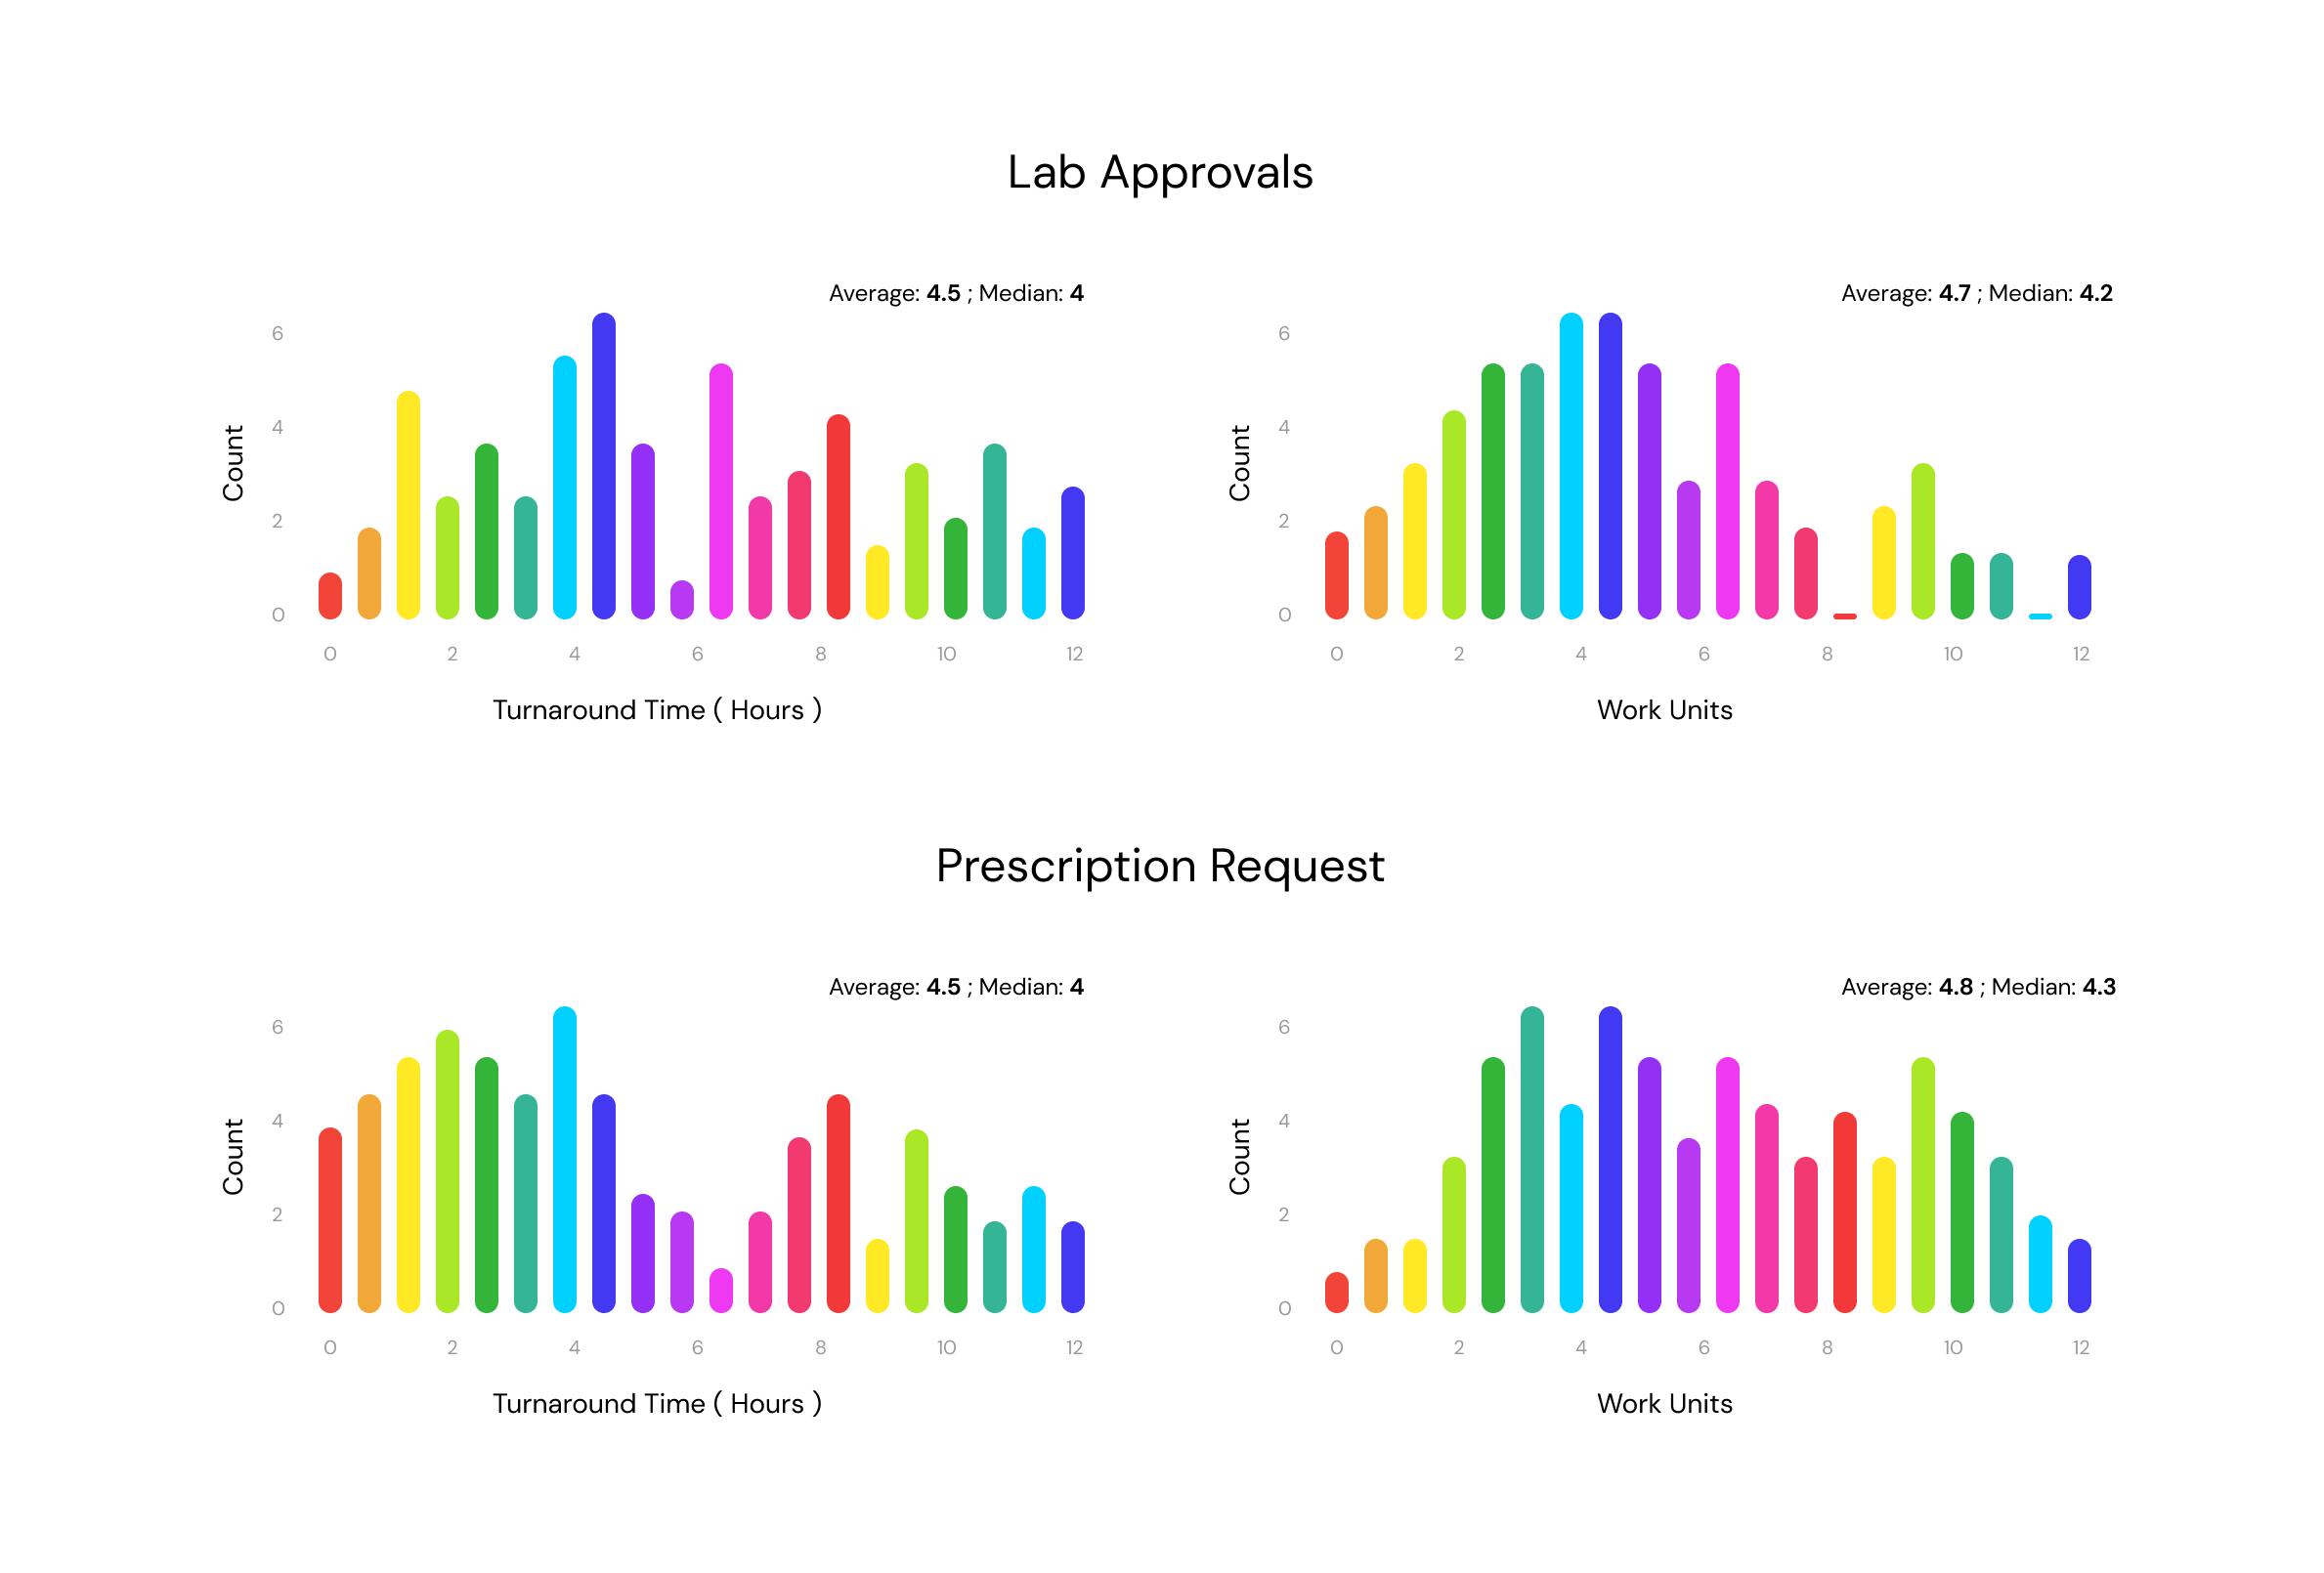 Lab Approvals
Average: 4.5 ; Median: 4
6
4
2
0
Count
0 2 4 6 8 10 12
Turnaround Time ( Hours )
Average: 4.7 ; Median: 4.2
6
4
2
0
Count
0 2 4 6 8 10 12
Work Units
Prescription Request
Average: 4.5 ; Median: 4
6
4
2
0
Count
0 2 4 6 8 10 12
Turnaround Time ( Hours )
Average: 4.8 ; Median: 4.3
6
4
2
0
Count
0 2 4 6 8 10 12
Work Units